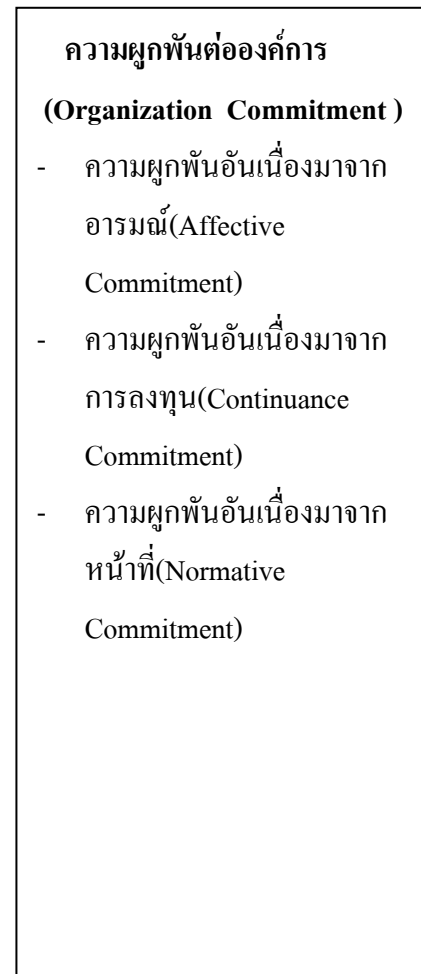 ความผูกพันต่อองค์การ
(Organization Commitment )
- ความผูกพันอันเนื่องมาจาก
อารมณ์(Affective
Commitment)
- ความผูกพันอันเนื่องมาจาก
การลงทุน(Continuance
Commitment)
- ความผูกพันอันเนื่องมาจาก
หน้าที่(Normative
Commitment)